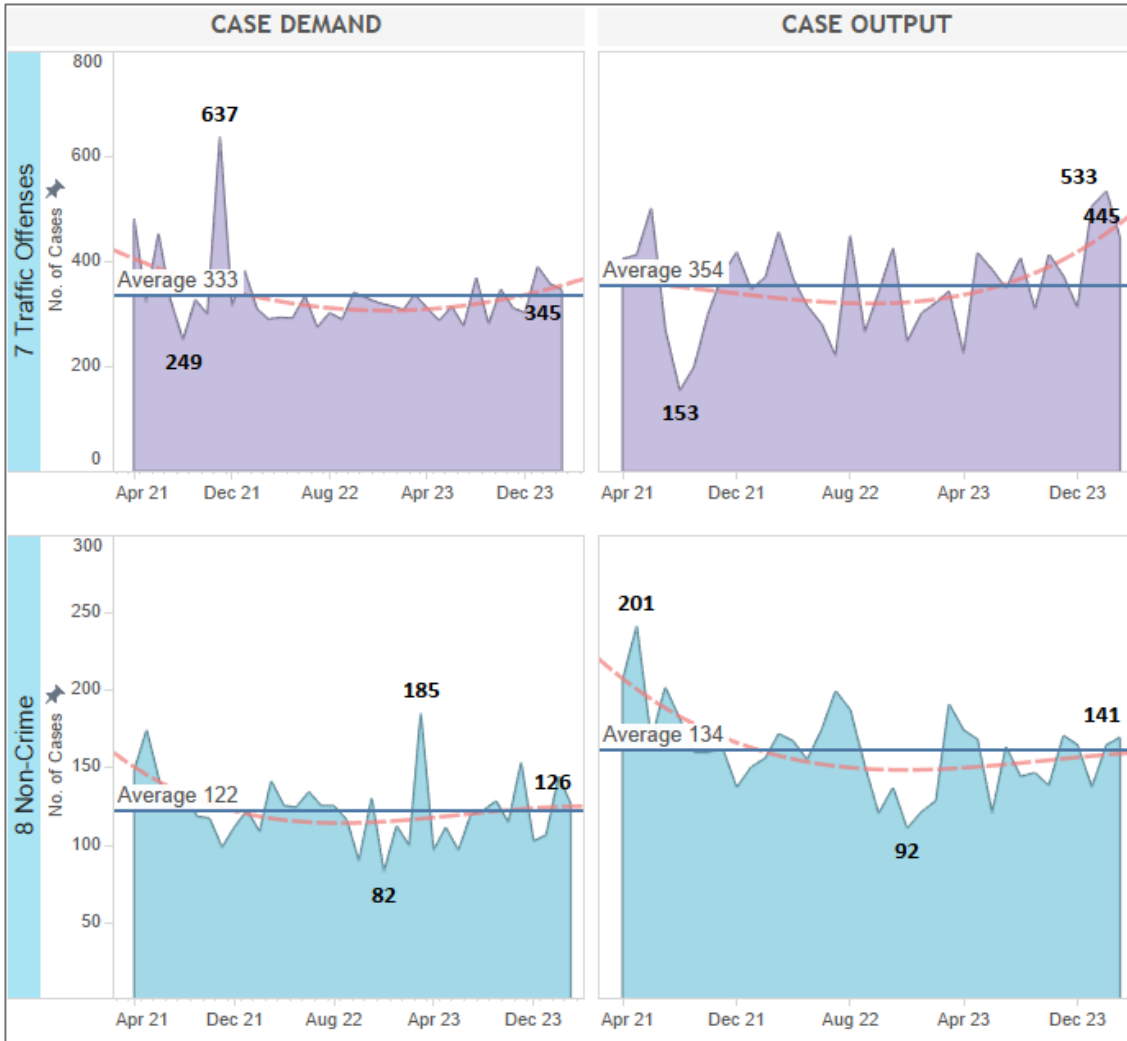 CASE DEMAND
CASE OUTPUT
7 Traffic Offenses
No. of Cases
800
600
400
200
0
637
Average 333
249
345
Apr 21 Dec 21 Aug 22 Apr 23 Dec 23
533
445
Average 354
153
Apr 21 Dec 21 Aug 22 Apr 23 Dec 23
8 Non-Crime
No. of Cases
300
250
200
150
100
50
185
126
Average 122
82
Apr 21 Dec 21 Aug 22 Apr 23 Dec 23
201
141
Average 134
92
Apr 21 Dec 21 Aug 22 Apr 23 Dec 23